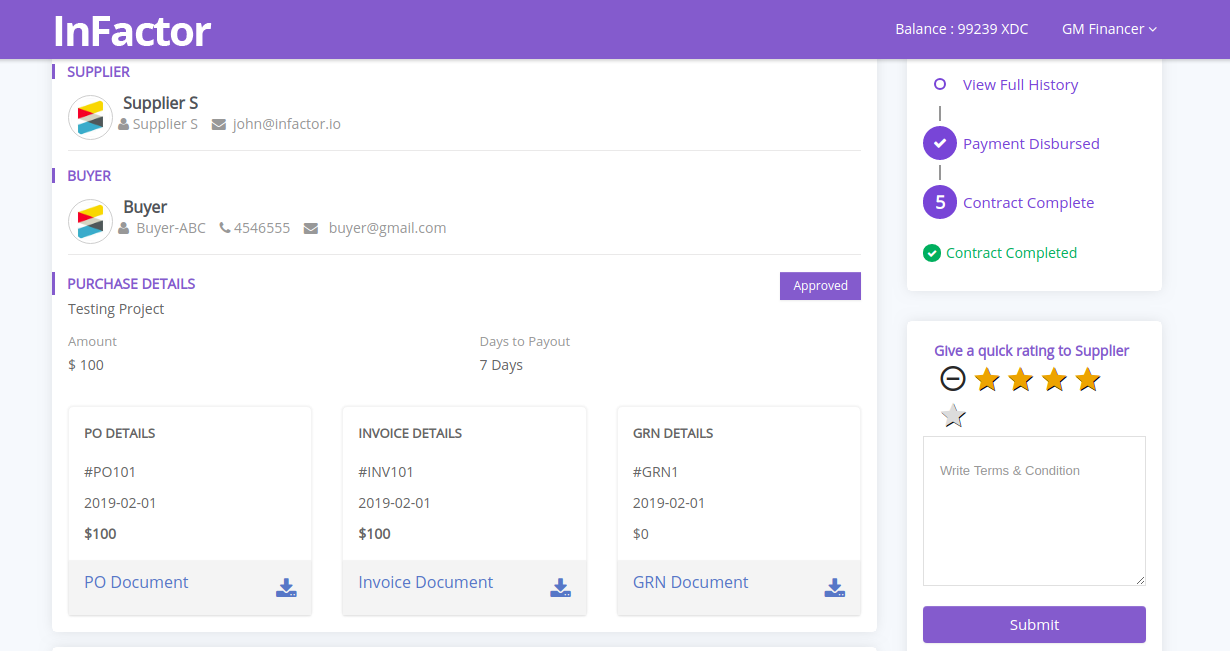 InFactor
Balance : 99239 XDC
GM Financer
SUPPLIER
Supplier S
Supplier S john@infactor.io
BUYER
Buyer
Buyer-ABC 4546555 buyer@gmail.com
PURCHASE DETAILS
Approved
Testing Project
Amount Days to Payout
$ 100 7 Days
PO DETAILS
#PO101
2019-02-01
$100
PO Document
INVOICE DETAILS
#INV101
2019-02-01
$100
Invoice Document
GRN DETAILS
#GRN1
2019-02-01
$0
GRN Document
View Full History
Payment Disbursed
5 Contract Complete
Contract Completed
Give a quick rating to Supplier
Write Terms & Condition
Submit